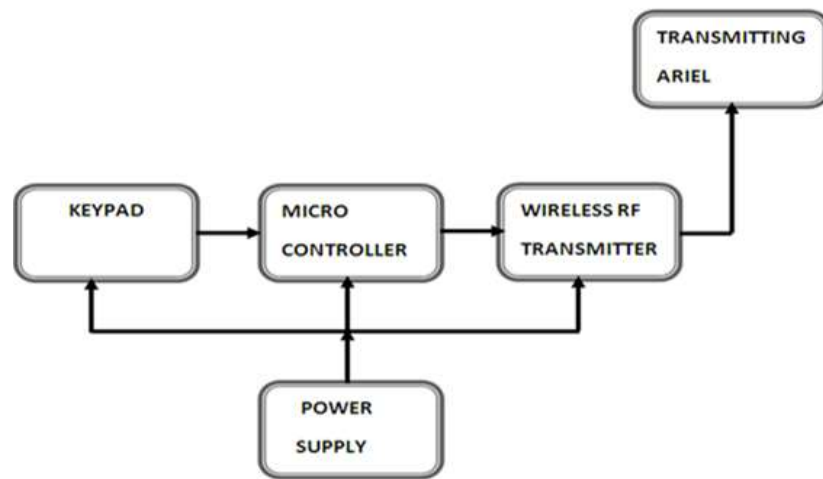 TRANSMITTING
ARIEL
KEYPAD
MICRO
CONTROLLER
WIRELESS RF
TRANSMITTER
POWER
SUPPLY